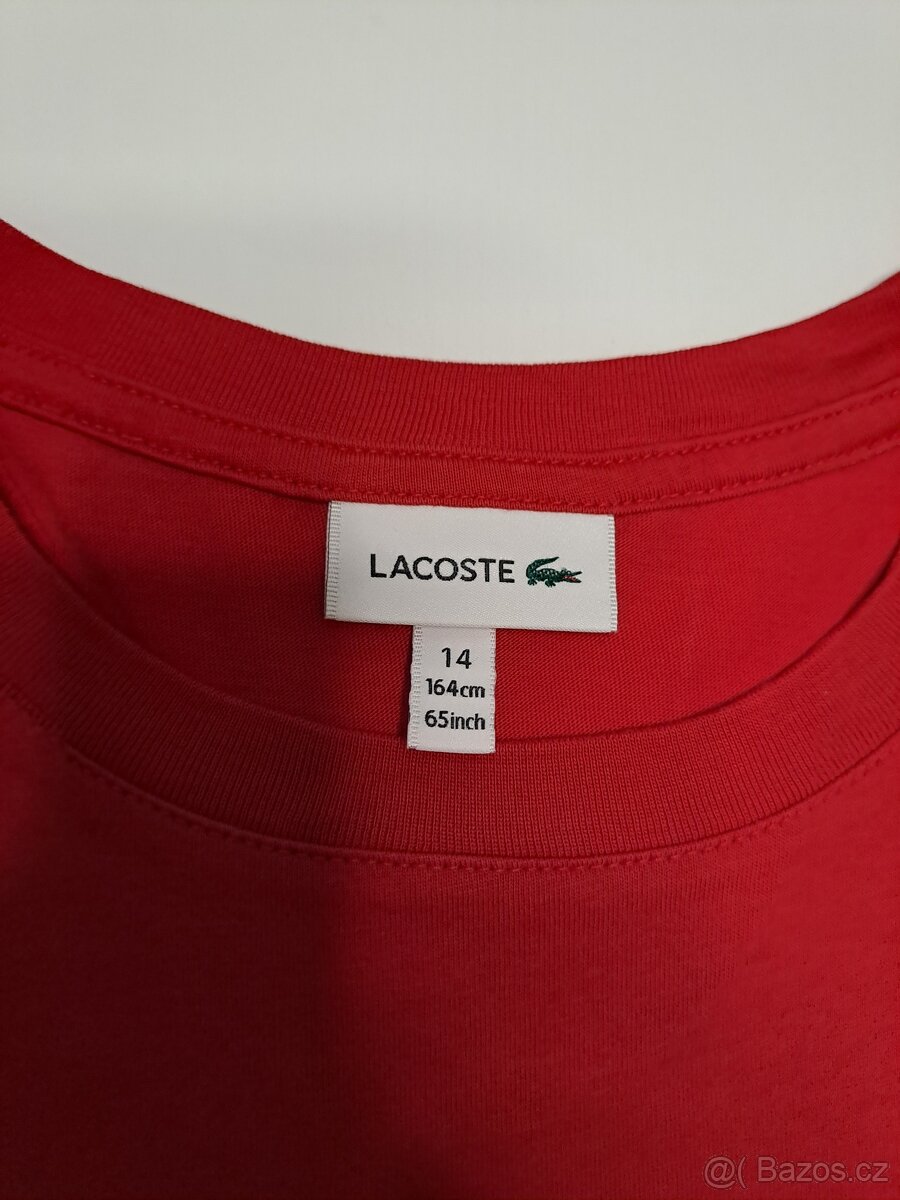 LACOSTE
14
164cm
65inch
@( Bazos.cz